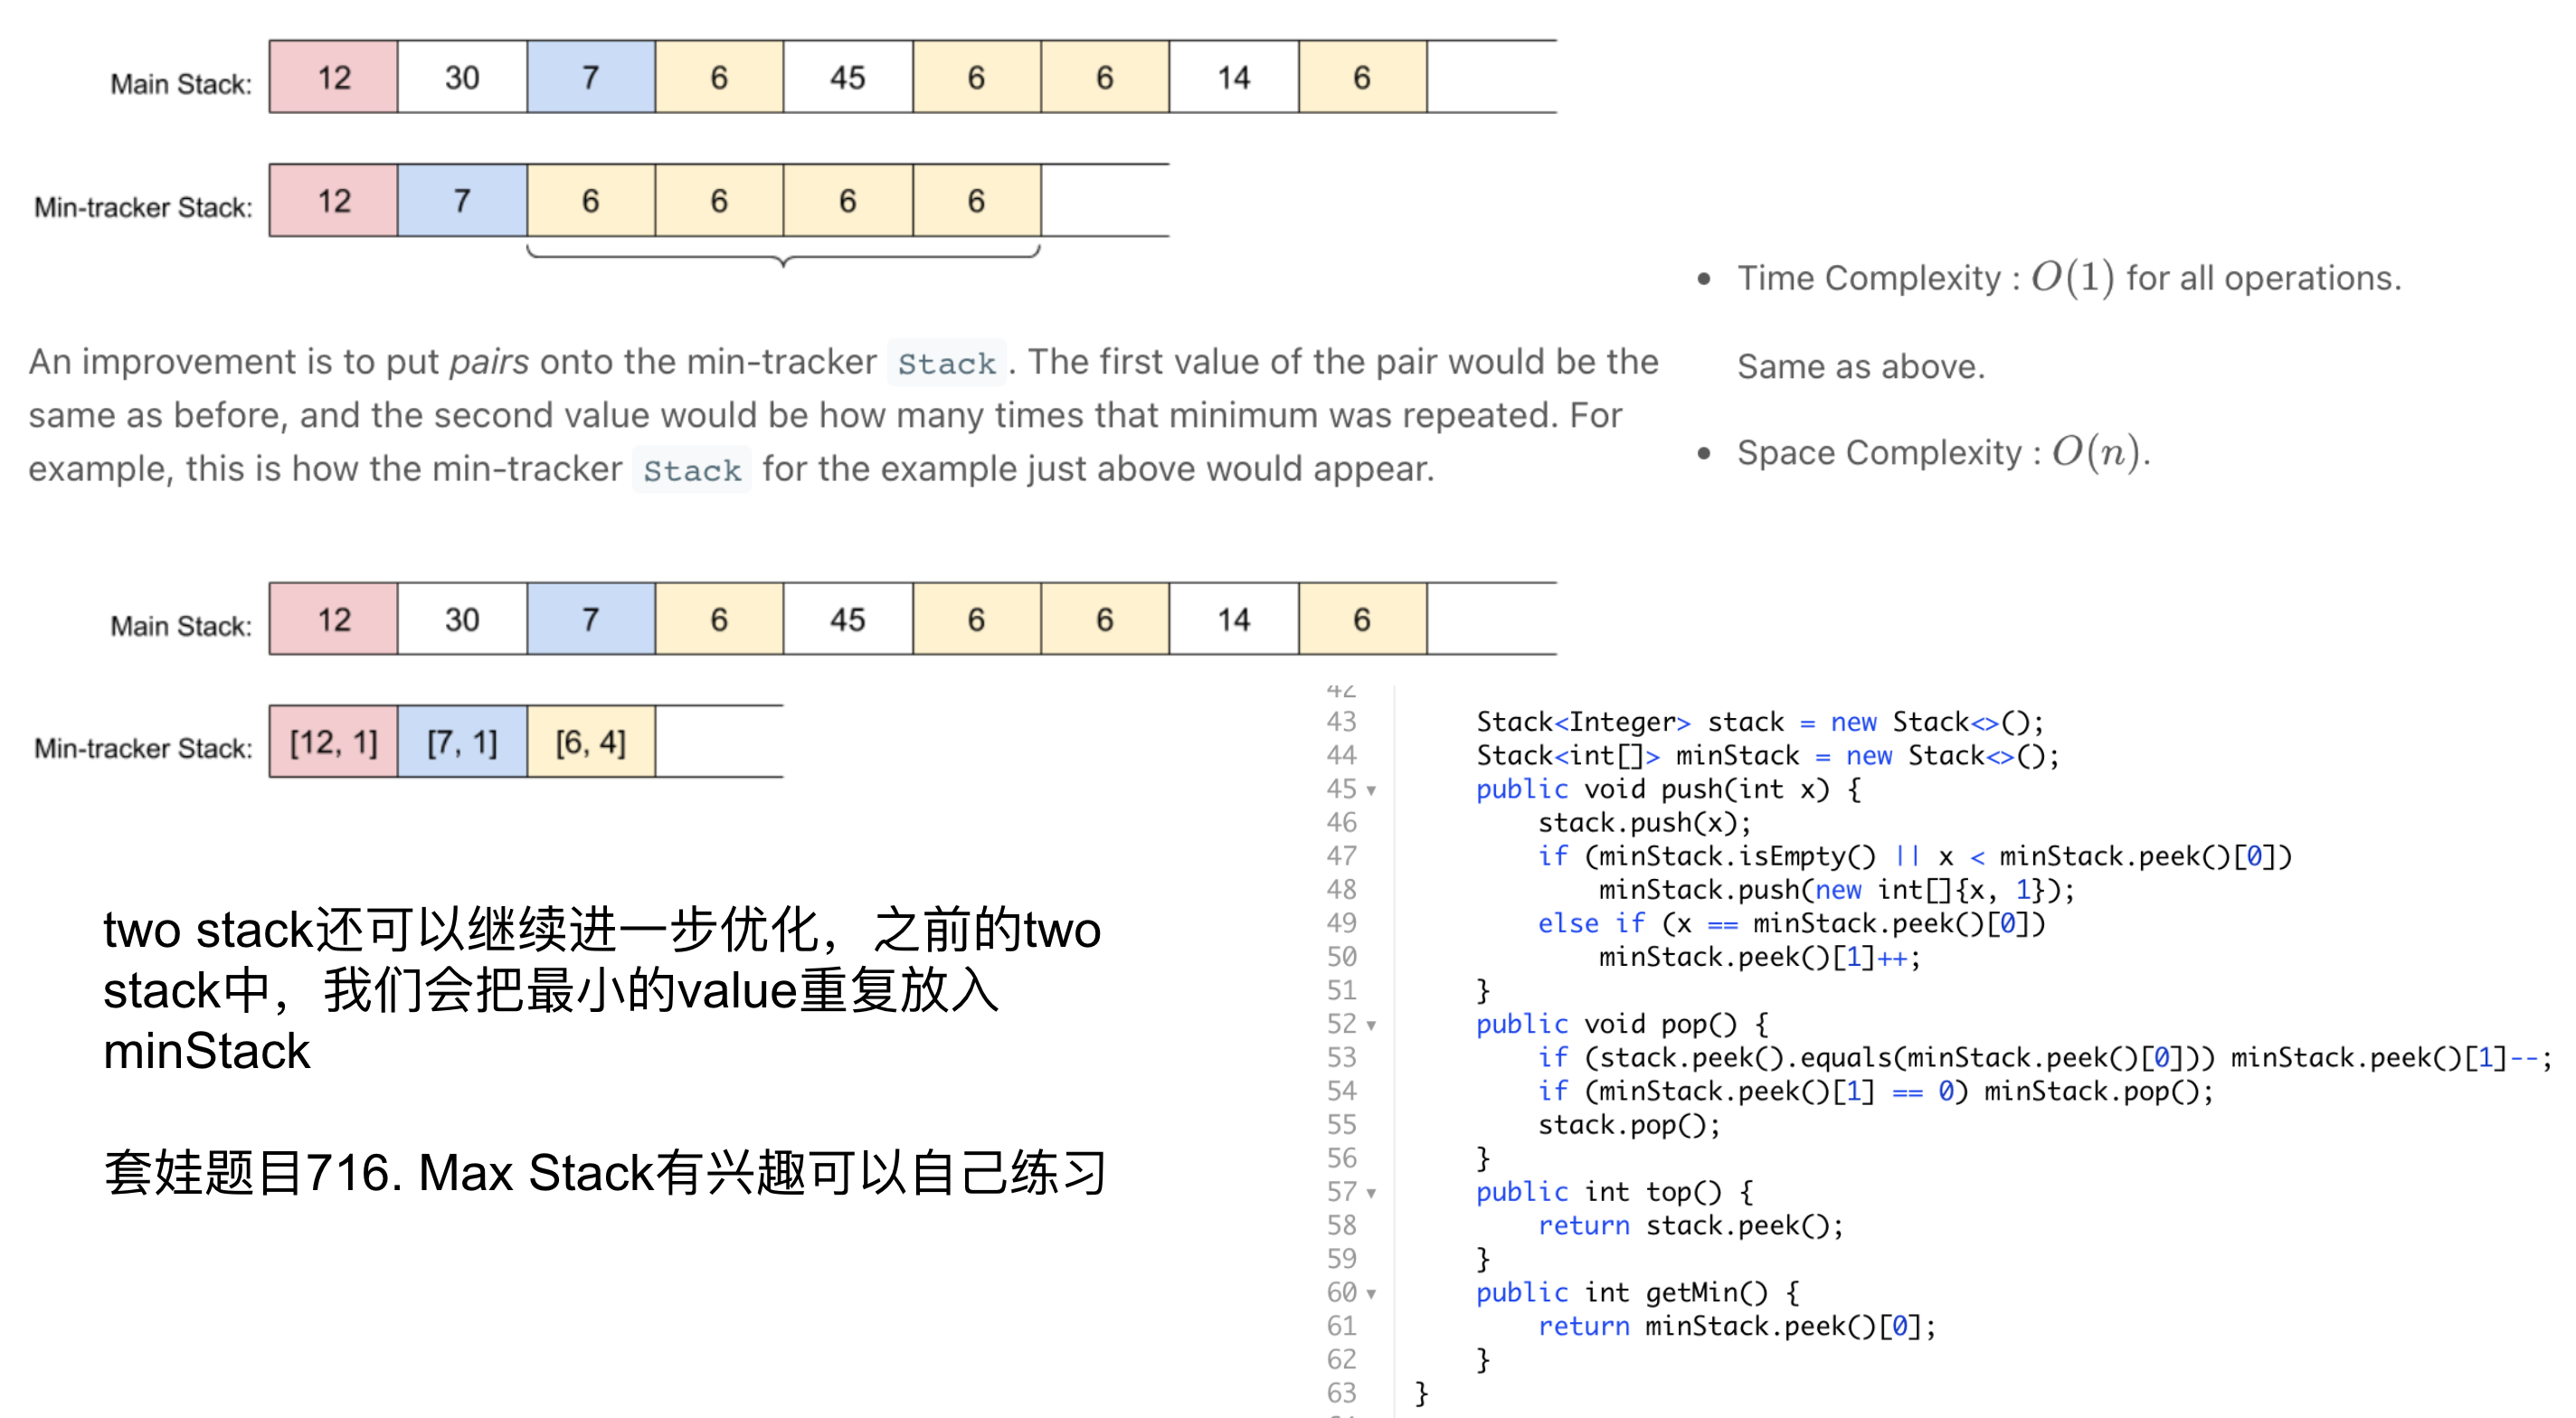 Main Stack: 12 30 7 6 45 6 6 14 6
Min-tracker Stack: 12 7 6 6 6 6
An improvement is to put pairs onto the min-tracker Stack. The first value of the pair would be the
same as before, and the second value would be how many times that minimum was repeated. For
example, this is how the min-tracker Stack for the example just above would appear.
• Time Complexity : O(1) for all operations.
Same as above.
• Space Complexity : O(n).
Main Stack: 12 30 7 6 45 6 6 14 6
Min-tracker Stack: [12, 1] [7, 1] [6, 4]
two stack还可以继续进一步优化，之前的two
stack中，我们会把最小的value重复放入
minStack
套娃题目716. Max Stack有兴趣可以自己练习
42
43 Stack<Integer> stack = new Stack<>();
44 Stack<int[]> minStack = new Stack<>();
45 ▾ public void push(int x) {
46 stack.push(x);
47 if (minStack.isEmpty() || x < minStack.peek()[0])
48 minStack.push(new int[]{x, 1});
49 else if (x == minStack.peek()[0])
50 minStack.peek()[1]++;
51 }
52 ▾ public void pop() {
53 if (stack.peek().equals(minStack.peek()[0])) minStack.peek()[1]--;
54 if (minStack.peek()[1] == 0) minStack.pop();
55 stack.pop();
56 }
57 ▾ public int top() {
58 return stack.peek();
59 }
60 ▾ public int getMin() {
61 return minStack.peek()[0];
62 }
63 }